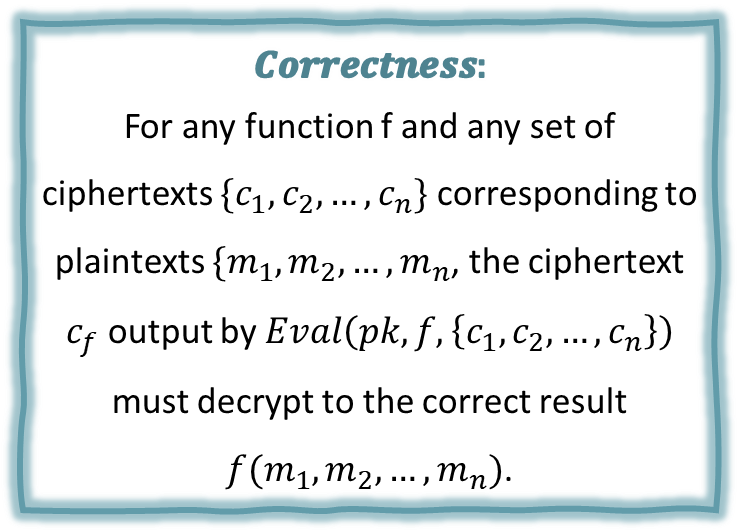 Correctness:
For any function f and any set of
ciphertexts {c₁, c₂, … , cₙ} corresponding to
plaintexts {m₁, m₂, … , mₙ, the ciphertext
c_f output by Eval(pk, f, {c₁, c₂, … , cₙ})
must decrypt to the correct result
f(m₁, m₂, … , mₙ).